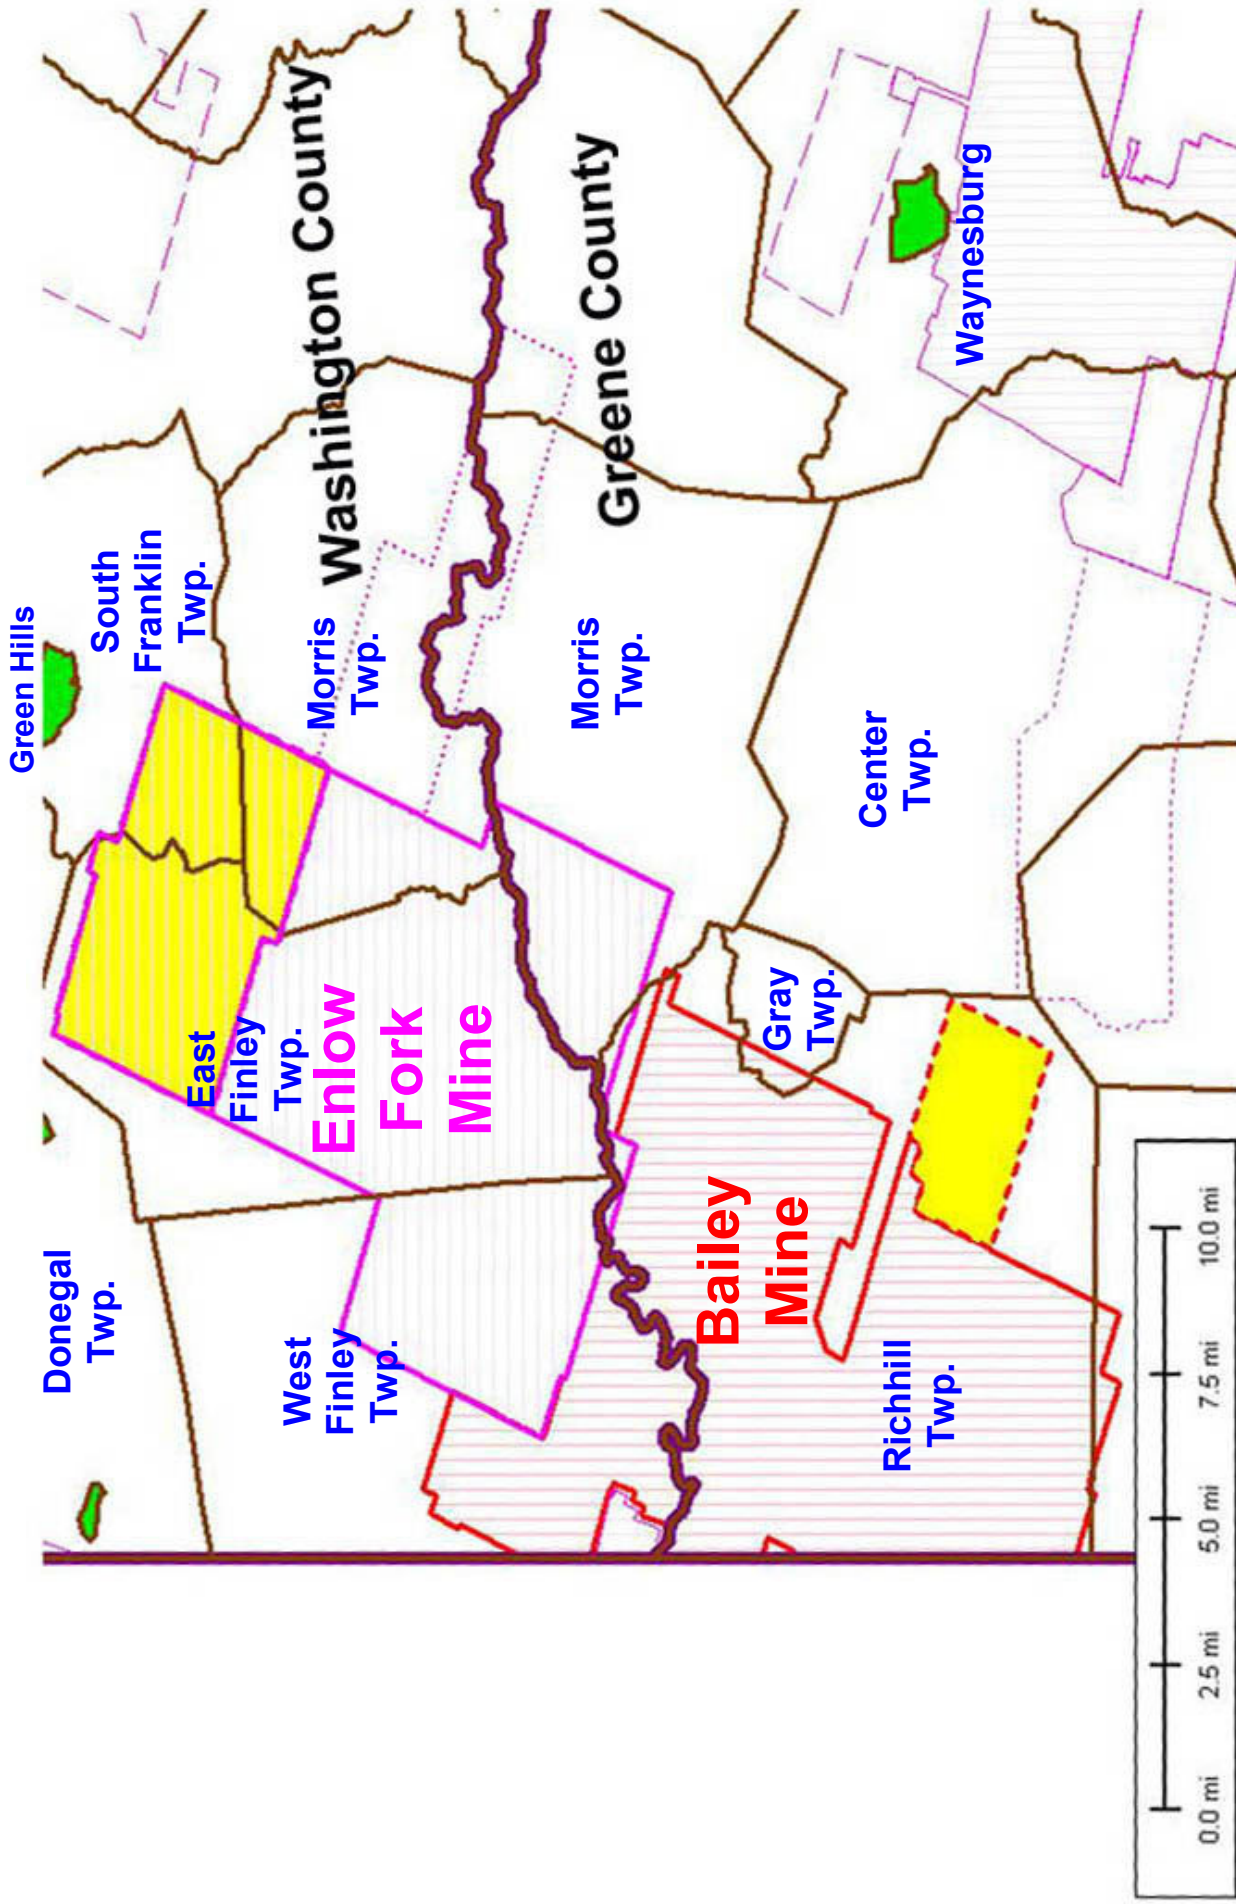 Green Hills
South
Franklin
Twp.
Donegal
Twp.
Washington County
Morris
Twp.
East
Finley
Twp.
West
Finley
Twp.
Enlow
Fork
Mine
Greene County
Morris
Twp.
Bailey
Mine
Gray
Twp.
Center
Twp.
Richhill
Twp.
Waynesburg
0.0 mi 2.5 mi 5.0 mi 7.5 mi 10.0 mi